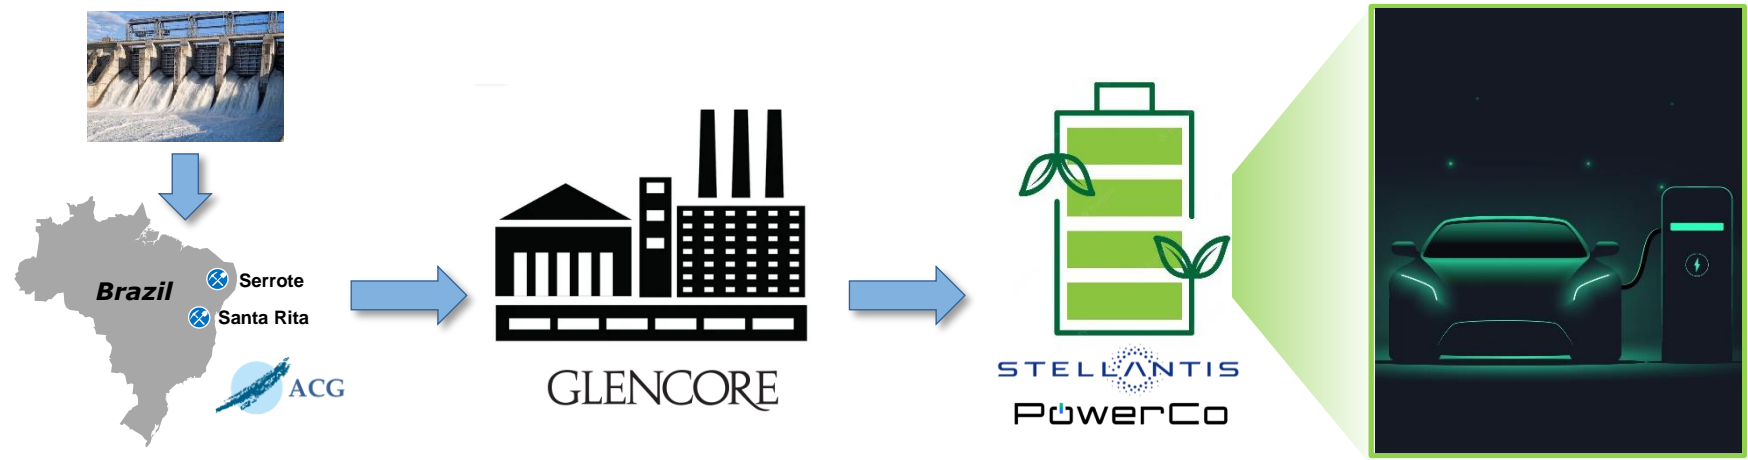 Brazil
Serrote
Santa Rita
ACG
GLENCORE
STELLANTIS
PowerCo